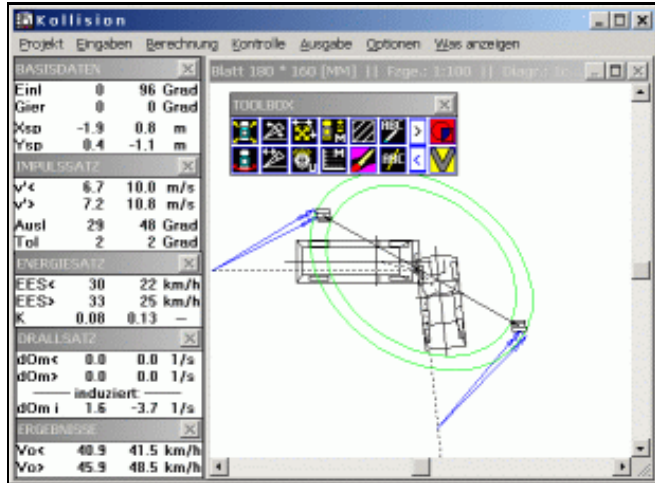 Kollision
Projekt Eingaben Berechnung Kontrolle Ausgabe Optionen Was anzeigen
BASISDATEN
Einl 0 96 Grad
Gier 0 0 Grad
Xsp -1.9 0.8 m
Ysp 0.4 -1.1 m
IMPULSSATZ
v'< 6.7 10.0 m/s
v'> 7.2 10.8 m/s
Ausl 29 48 Grad
Tol 2 2 Grad
ENERGIESATZ
EES< 30 22 km/h
EES> 33 25 km/h
K 0.08 0.13 –
DRALLSATZ
dOm< 0.0 0.0 1/s
dOm> 0.0 0.0 1/s
induziert:
dOm i 1.6 -3.7 1/s
ERGEBNISSE
Vo< 40.9 41.5 km/h
Vo> 45.9 48.5 km/h
Blatt 180 * 160 [MM] || Fzge.: 1:100 || Diagr.:
TOOLBOX
M
>
U
M
ABC
<